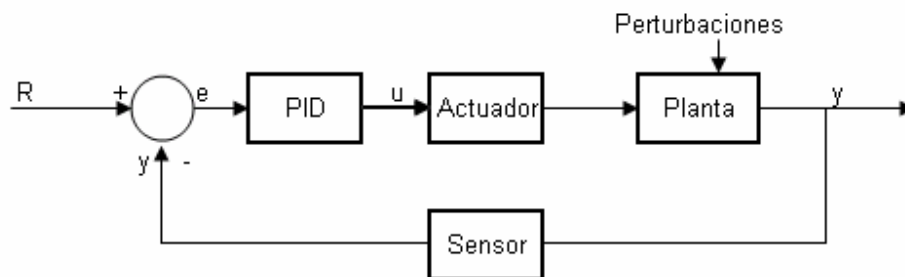 Perturbaciones
R
+
e
PID
u
Actuador
Planta
y
y
-
Sensor